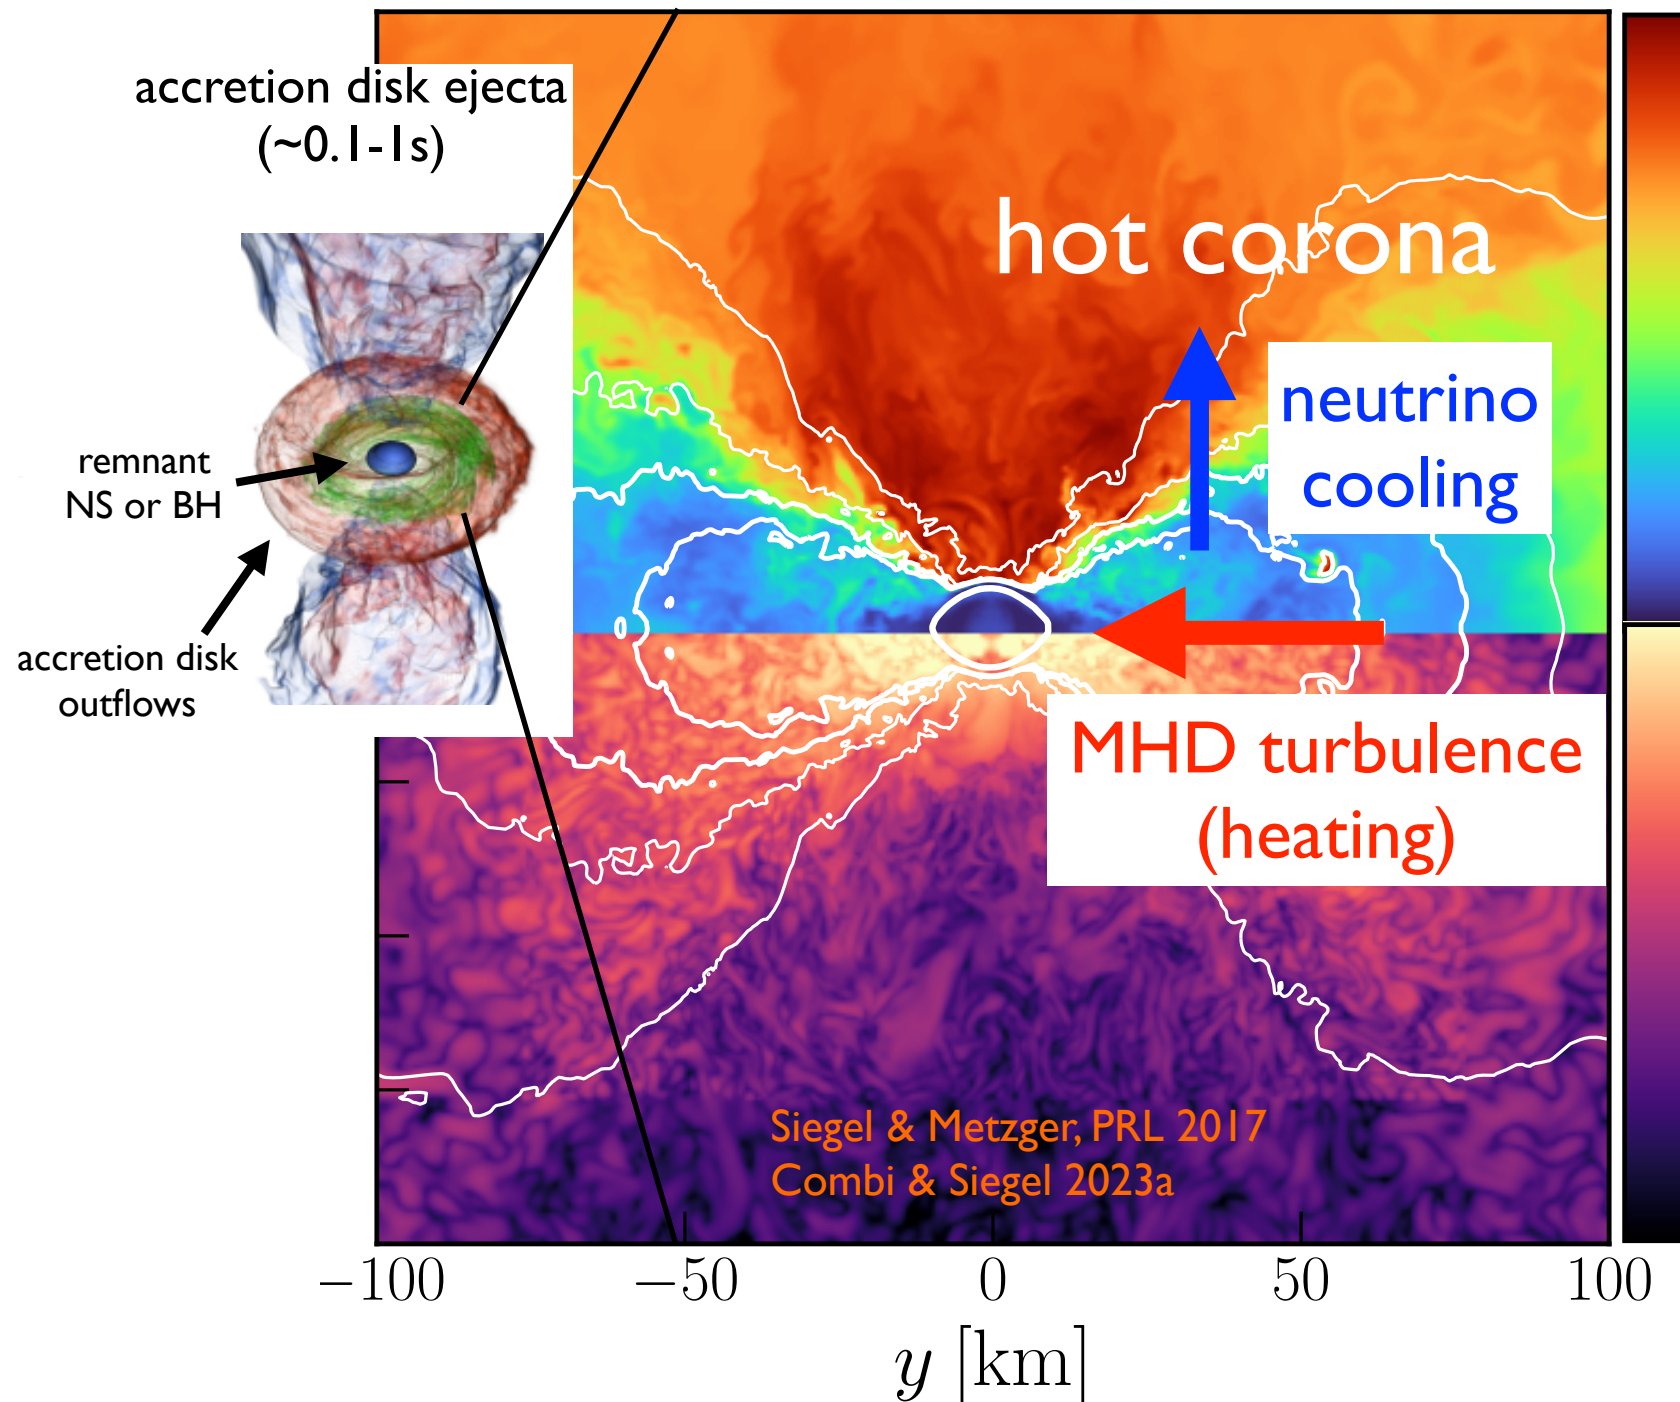 accretion disk ejecta
(~0.1-1s)
hot corona
neutrino
cooling
remnant
NS or BH
accretion disk
outflows
MHD turbulence
(heating)
Siegel & Metzger, PRL 2017
Combi & Siegel 2023a
−100
−50
0
50
100
y [km]